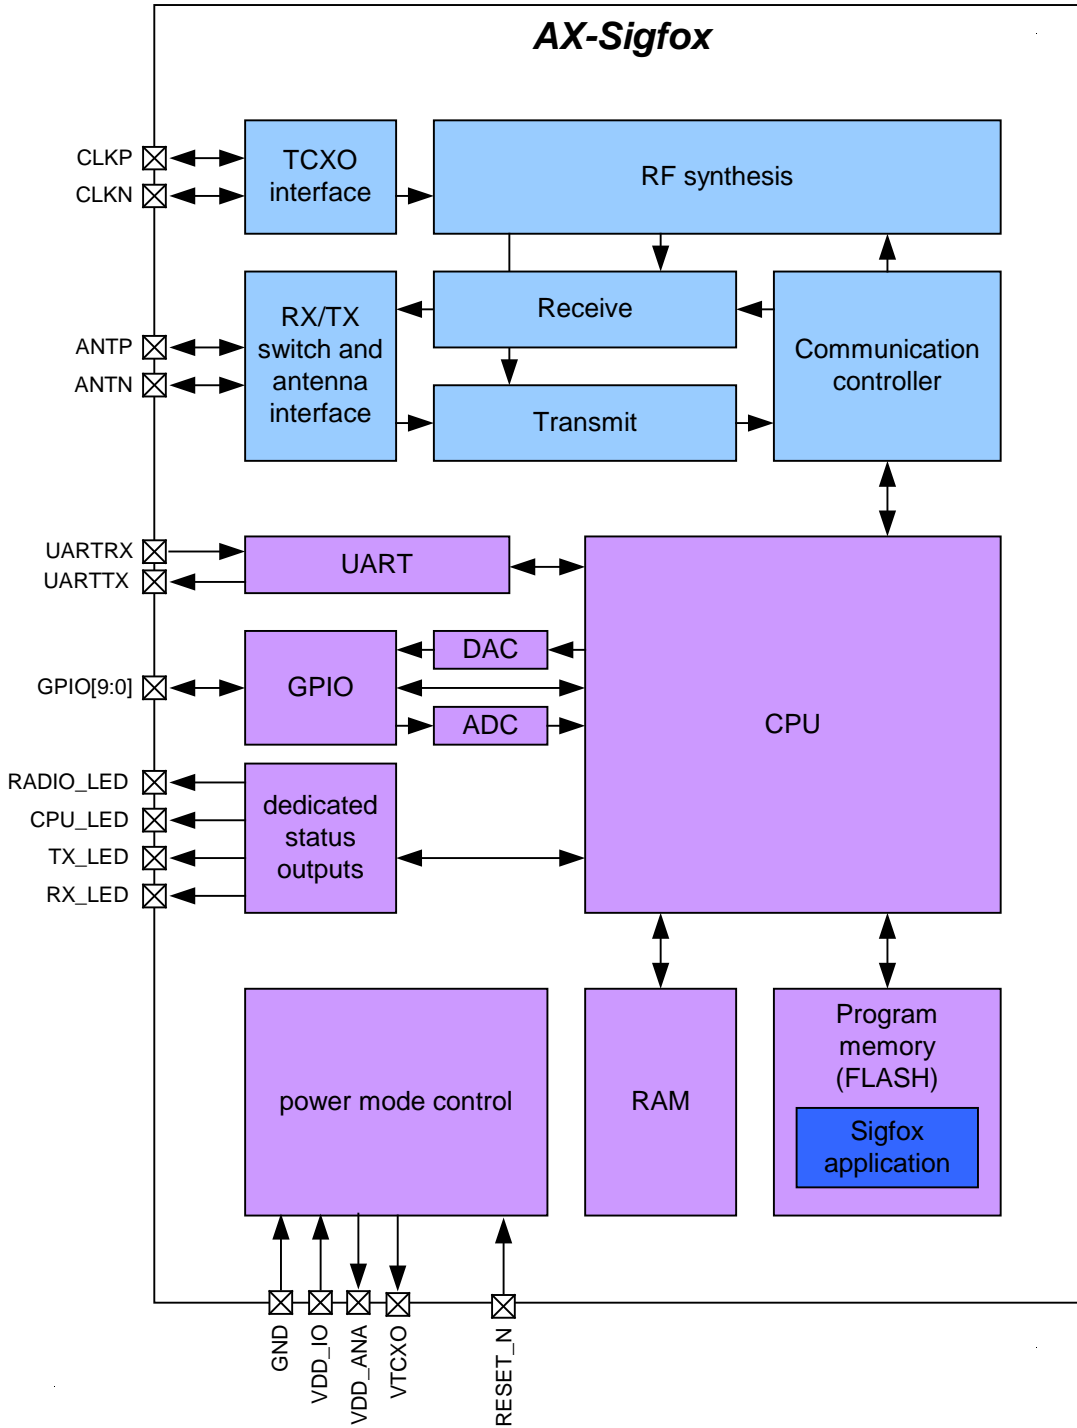 AX-Sigfox
CLKP
CLKN
TCXO
interface
RF synthesis
ANTP
ANTN
RX/TX
switch and
antenna
interface
Receive
Transmit
Communication
controller
UARTRX
UARTTX
UART
GPIO[9:0]
GPIO
DAC
ADC
CPU
RADIO_LED
CPU_LED
TX_LED
RX_LED
dedicated
status
outputs
power mode control
RAM
Program
memory
(FLASH)
Sigfox
application
GND
VDD_IO
VDD_ANA
VTCXO
RESET_N